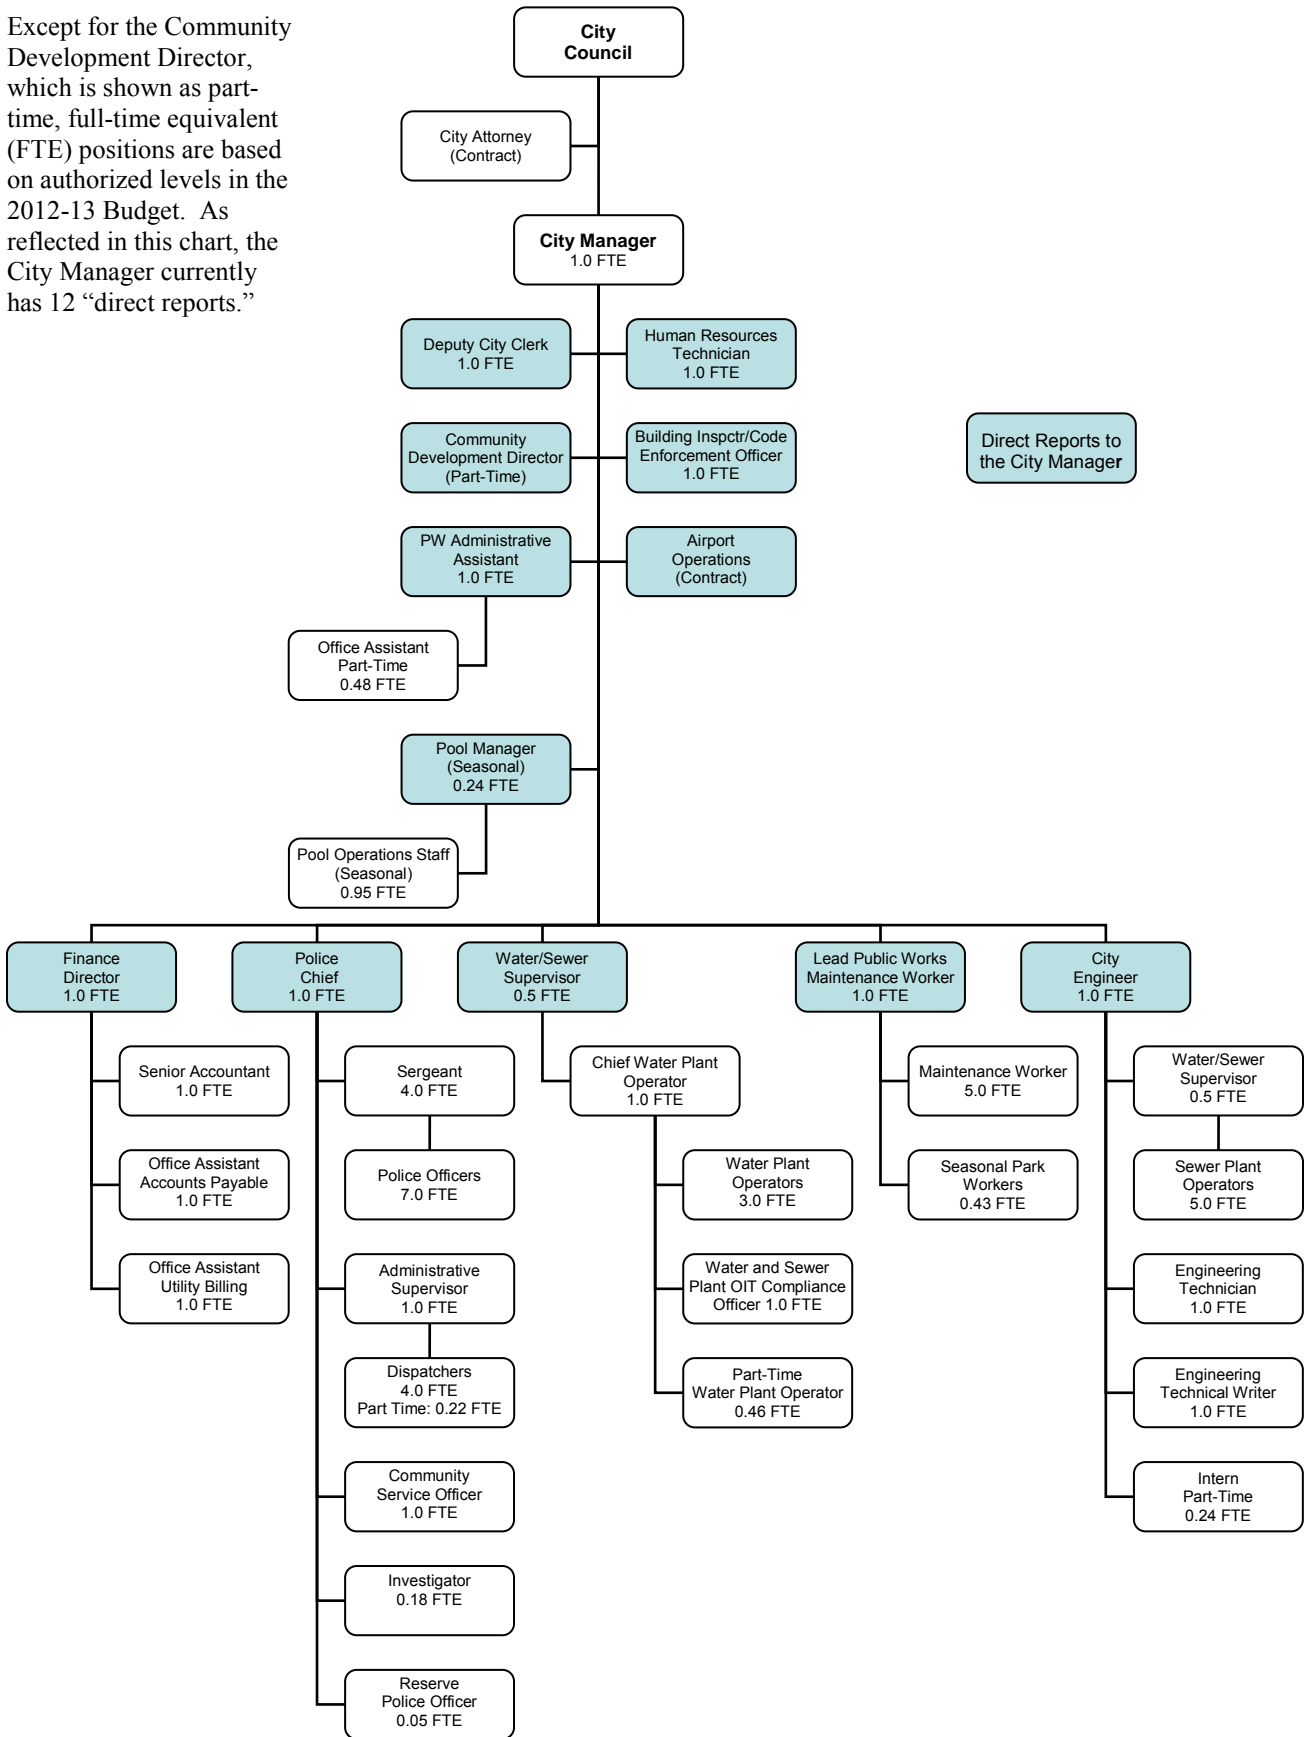 Except for the Community
Development Director,
which is shown as part-
time, full-time equivalent
(FTE) positions are based
on authorized levels in the
2012-13 Budget.  As
reflected in this chart, the
City Manager currently
has 12 “direct reports.”
City
Council
City Attorney
(Contract)
City Manager
1.0 FTE
Deputy City Clerk
1.0 FTE
Human Resources
Technician
1.0 FTE
Community
Development Director
(Part-Time)
Building Inspctr/Code
Enforcement Officer
1.0 FTE
Direct Reports to
the City Manager
PW Administrative
Assistant
1.0 FTE
Airport
Operations
(Contract)
Office Assistant
Part-Time
0.48 FTE
Pool Manager
(Seasonal)
0.24 FTE
Pool Operations Staff
(Seasonal)
0.95 FTE
Finance
Director
1.0 FTE
Police
Chief
1.0 FTE
Water/Sewer
Supervisor
0.5 FTE
Lead Public Works
Maintenance Worker
1.0 FTE
City
Engineer
1.0 FTE
Senior Accountant
1.0 FTE
Office Assistant
Accounts Payable
1.0 FTE
Office Assistant
Utility Billing
1.0 FTE
Sergeant
4.0 FTE
Police Officers
7.0 FTE
Administrative
Supervisor
1.0 FTE
Dispatchers
4.0 FTE
Part Time: 0.22 FTE
Community
Service Officer
1.0 FTE
Investigator
0.18 FTE
Reserve
Police Officer
0.05 FTE
Chief Water Plant
Operator
1.0 FTE
Water Plant
Operators
3.0 FTE
Water and Sewer
Plant OIT Compliance
Officer 1.0 FTE
Part-Time
Water Plant Operator
0.46 FTE
Maintenance Worker
5.0 FTE
Seasonal Park
Workers
0.43 FTE
Water/Sewer
Supervisor
0.5 FTE
Sewer Plant
Operators
5.0 FTE
Engineering
Technician
1.0 FTE
Engineering
Technical Writer
1.0 FTE
Intern
Part-Time
0.24 FTE